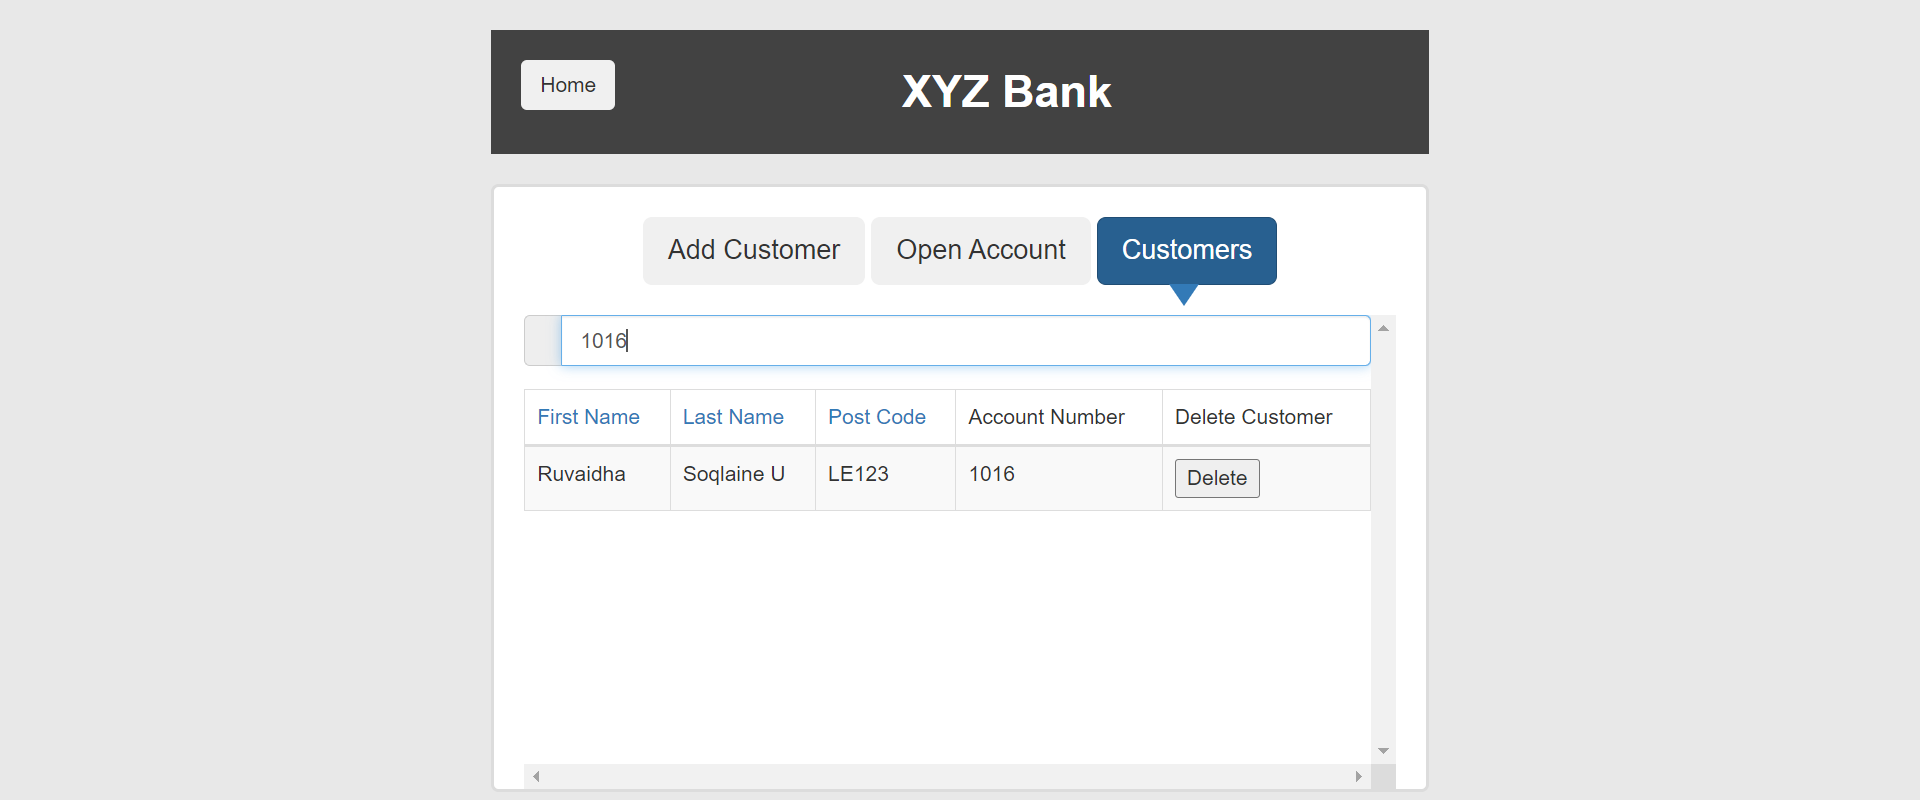 Home
XYZ Bank
Add Customer Open Account Customers
1016
First Name Last Name Post Code Account Number Delete Customer
Ruvaidha Soqlaine U LE123 1016 Delete